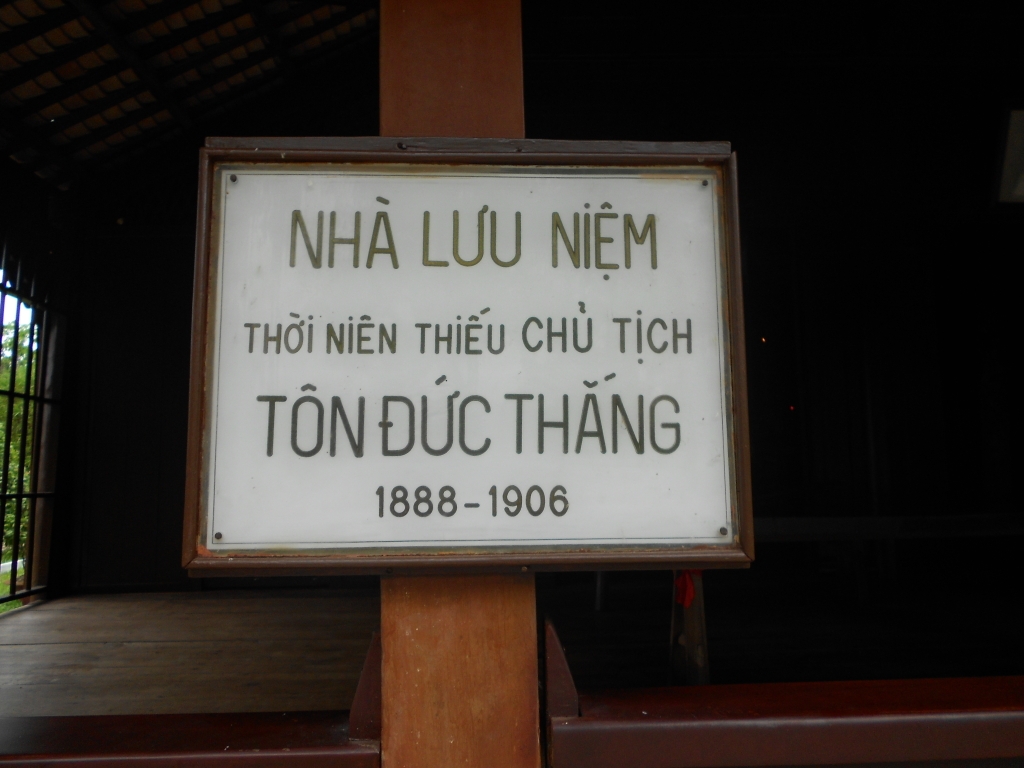 NHÀ LƯU NIỆM
THỜI NIÊN THIẾU CHỦ TỊCH
TÔN ĐỨC THẮNG
1888-1906